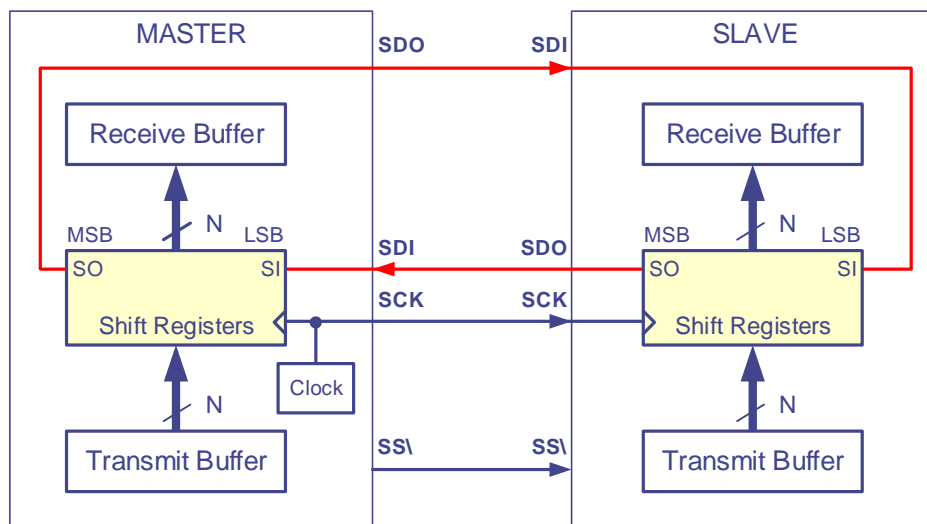 MASTER
SDO
SDI
SLAVE
Receive Buffer
Receive Buffer
N
N
MSB
LSB
SDI
SDO
MSB
LSB
SO
SI
SO
SI
SCK
SCK
Shift Registers
Shift Registers
Clock
N
N
SS\
SS\
Transmit Buffer
Transmit Buffer